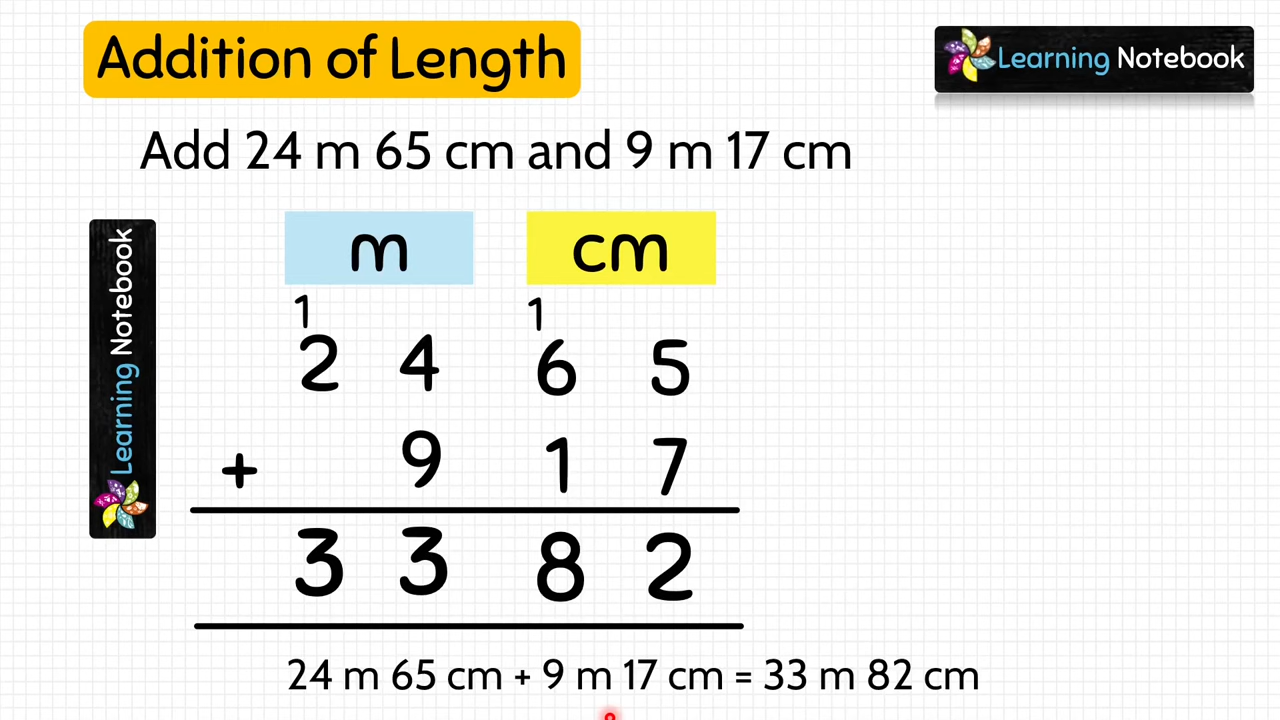 Addition of Length
Learning Notebook
Add 24 m 65 cm and 9 m 17 cm
Learning Notebook
m cm
1 1
2 4 6 5
+ 9 1 7
3 3 8 2
24 m 65 cm + 9 m 17 cm = 33 m 82 cm